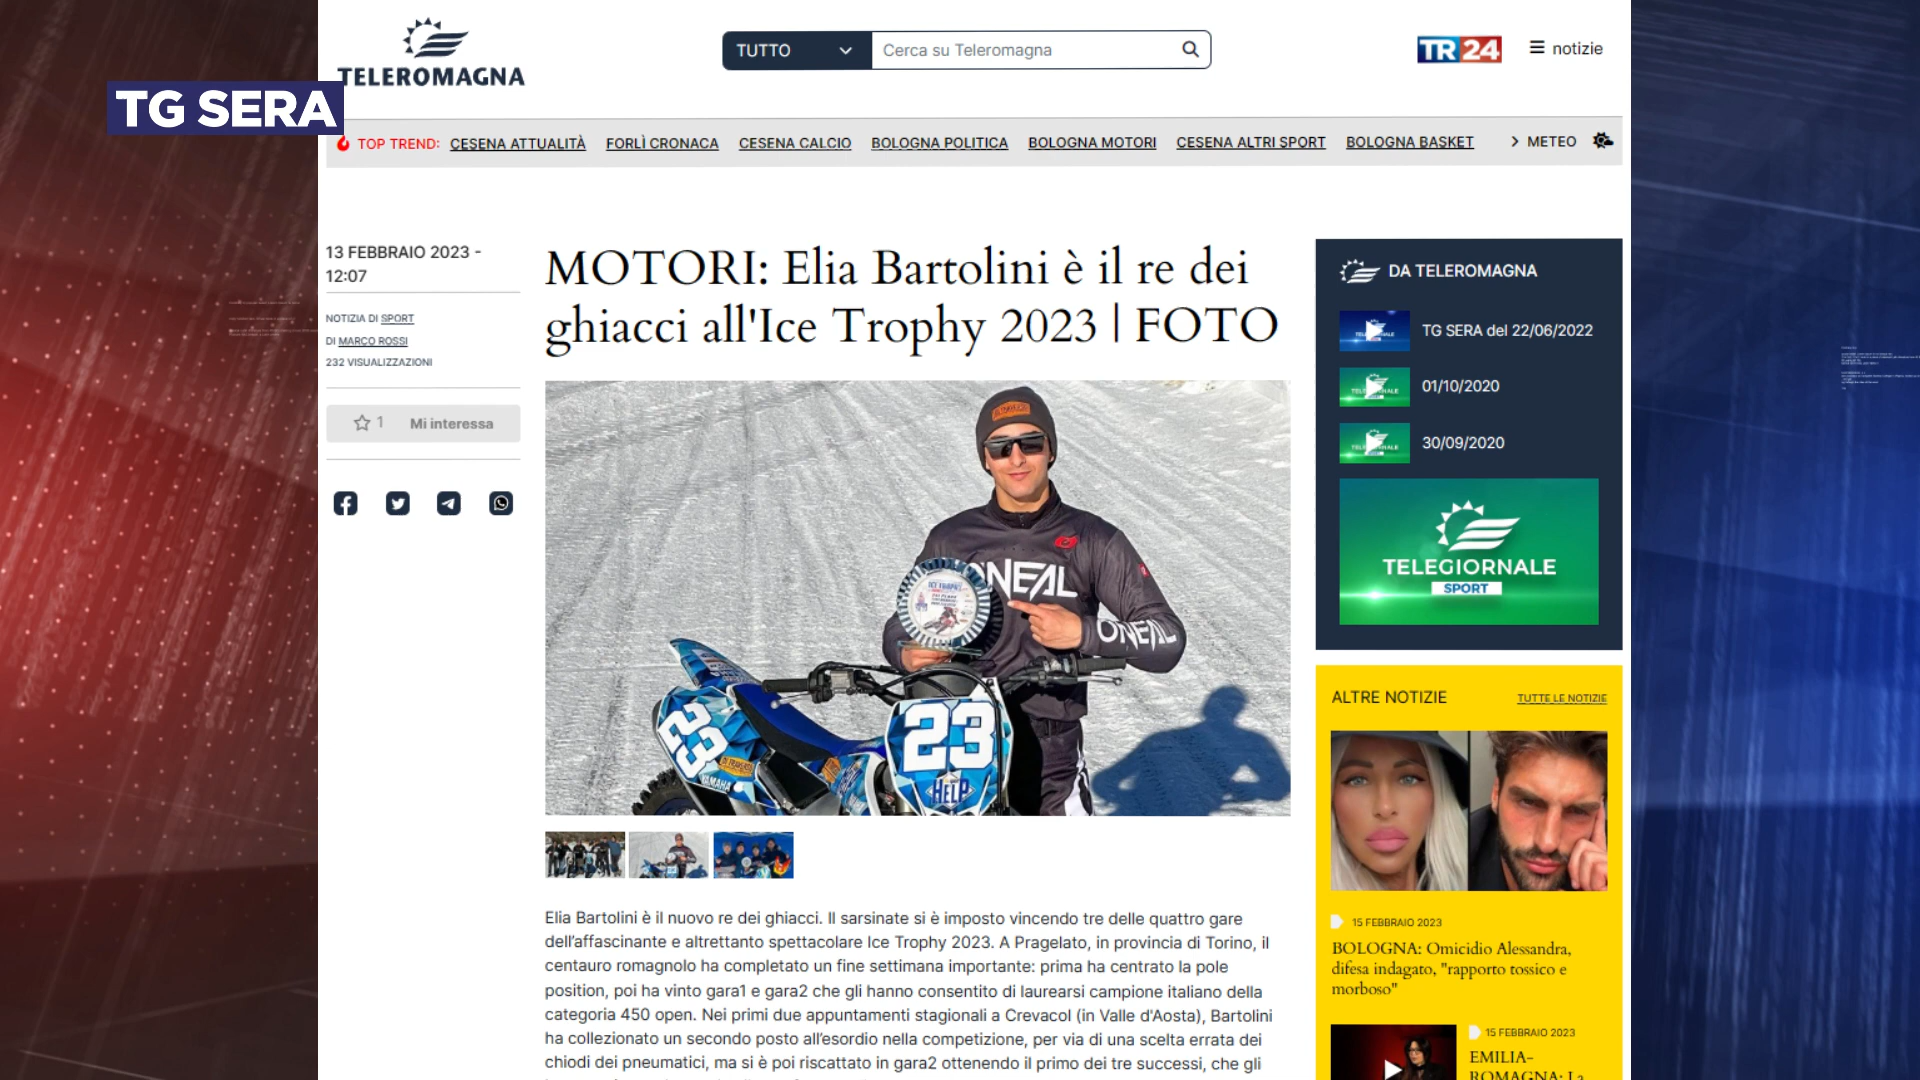 TELEROMAGNA
TUTTO
Cerca su Teleromagna
TR24
notizie
TG SERA
TOP TREND: CESENA ATTUALITÀ FORLÌ CRONACA CESENA CALCIO BOLOGNA POLITICA BOLOGNA MOTORI CESENA ALTRI SPORT BOLOGNA BASKET METEO
13 FEBBRAIO 2023 -
12:07
NOTIZIA DI SPORT
DI MARCO ROSSI
232 VISUALIZZAZIONI
1 Mi interessa
MOTORI: Elia Bartolini è il re dei
ghiacci all'Ice Trophy 2023 | FOTO
ICE TROPHY
O'NEAL
O'NEAL
23
23
YAMAHA
HELP
Elia Bartolini è il nuovo re dei ghiacci. Il sarsinate si è imposto vincendo tre delle quattro gare
dell’affascinante e altrettanto spettacolare Ice Trophy 2023. A Pragelato, in provincia di Torino, il
centauro romagnolo ha completato un fine settimana importante: prima ha centrato la pole
position, poi ha vinto gara1 e gara2 che gli hanno consentito di laurearsi campione italiano della
categoria 450 open. Nei primi due appuntamenti stagionali a Crevacol (in Valle d'Aosta), Bartolini
ha collezionato un secondo posto all’esordio nella competizione, per via di una scelta errata dei
chiodi dei pneumatici, ma si è poi riscattato in gara2 ottenendo il primo dei tre successi, che gli
DA TELEROMAGNA
TG SERA del 22/06/2022
01/10/2020
30/09/2020
TELEGIORNALE
SPORT
ALTRE NOTIZIE
TUTTE LE NOTIZIE
15 FEBBRAIO 2023
BOLOGNA: Omicidio Alessandra,
difesa indagato, "rapporto tossico e
morboso"
15 FEBBRAIO 2023
EMILIA-
ROMAGNA: La